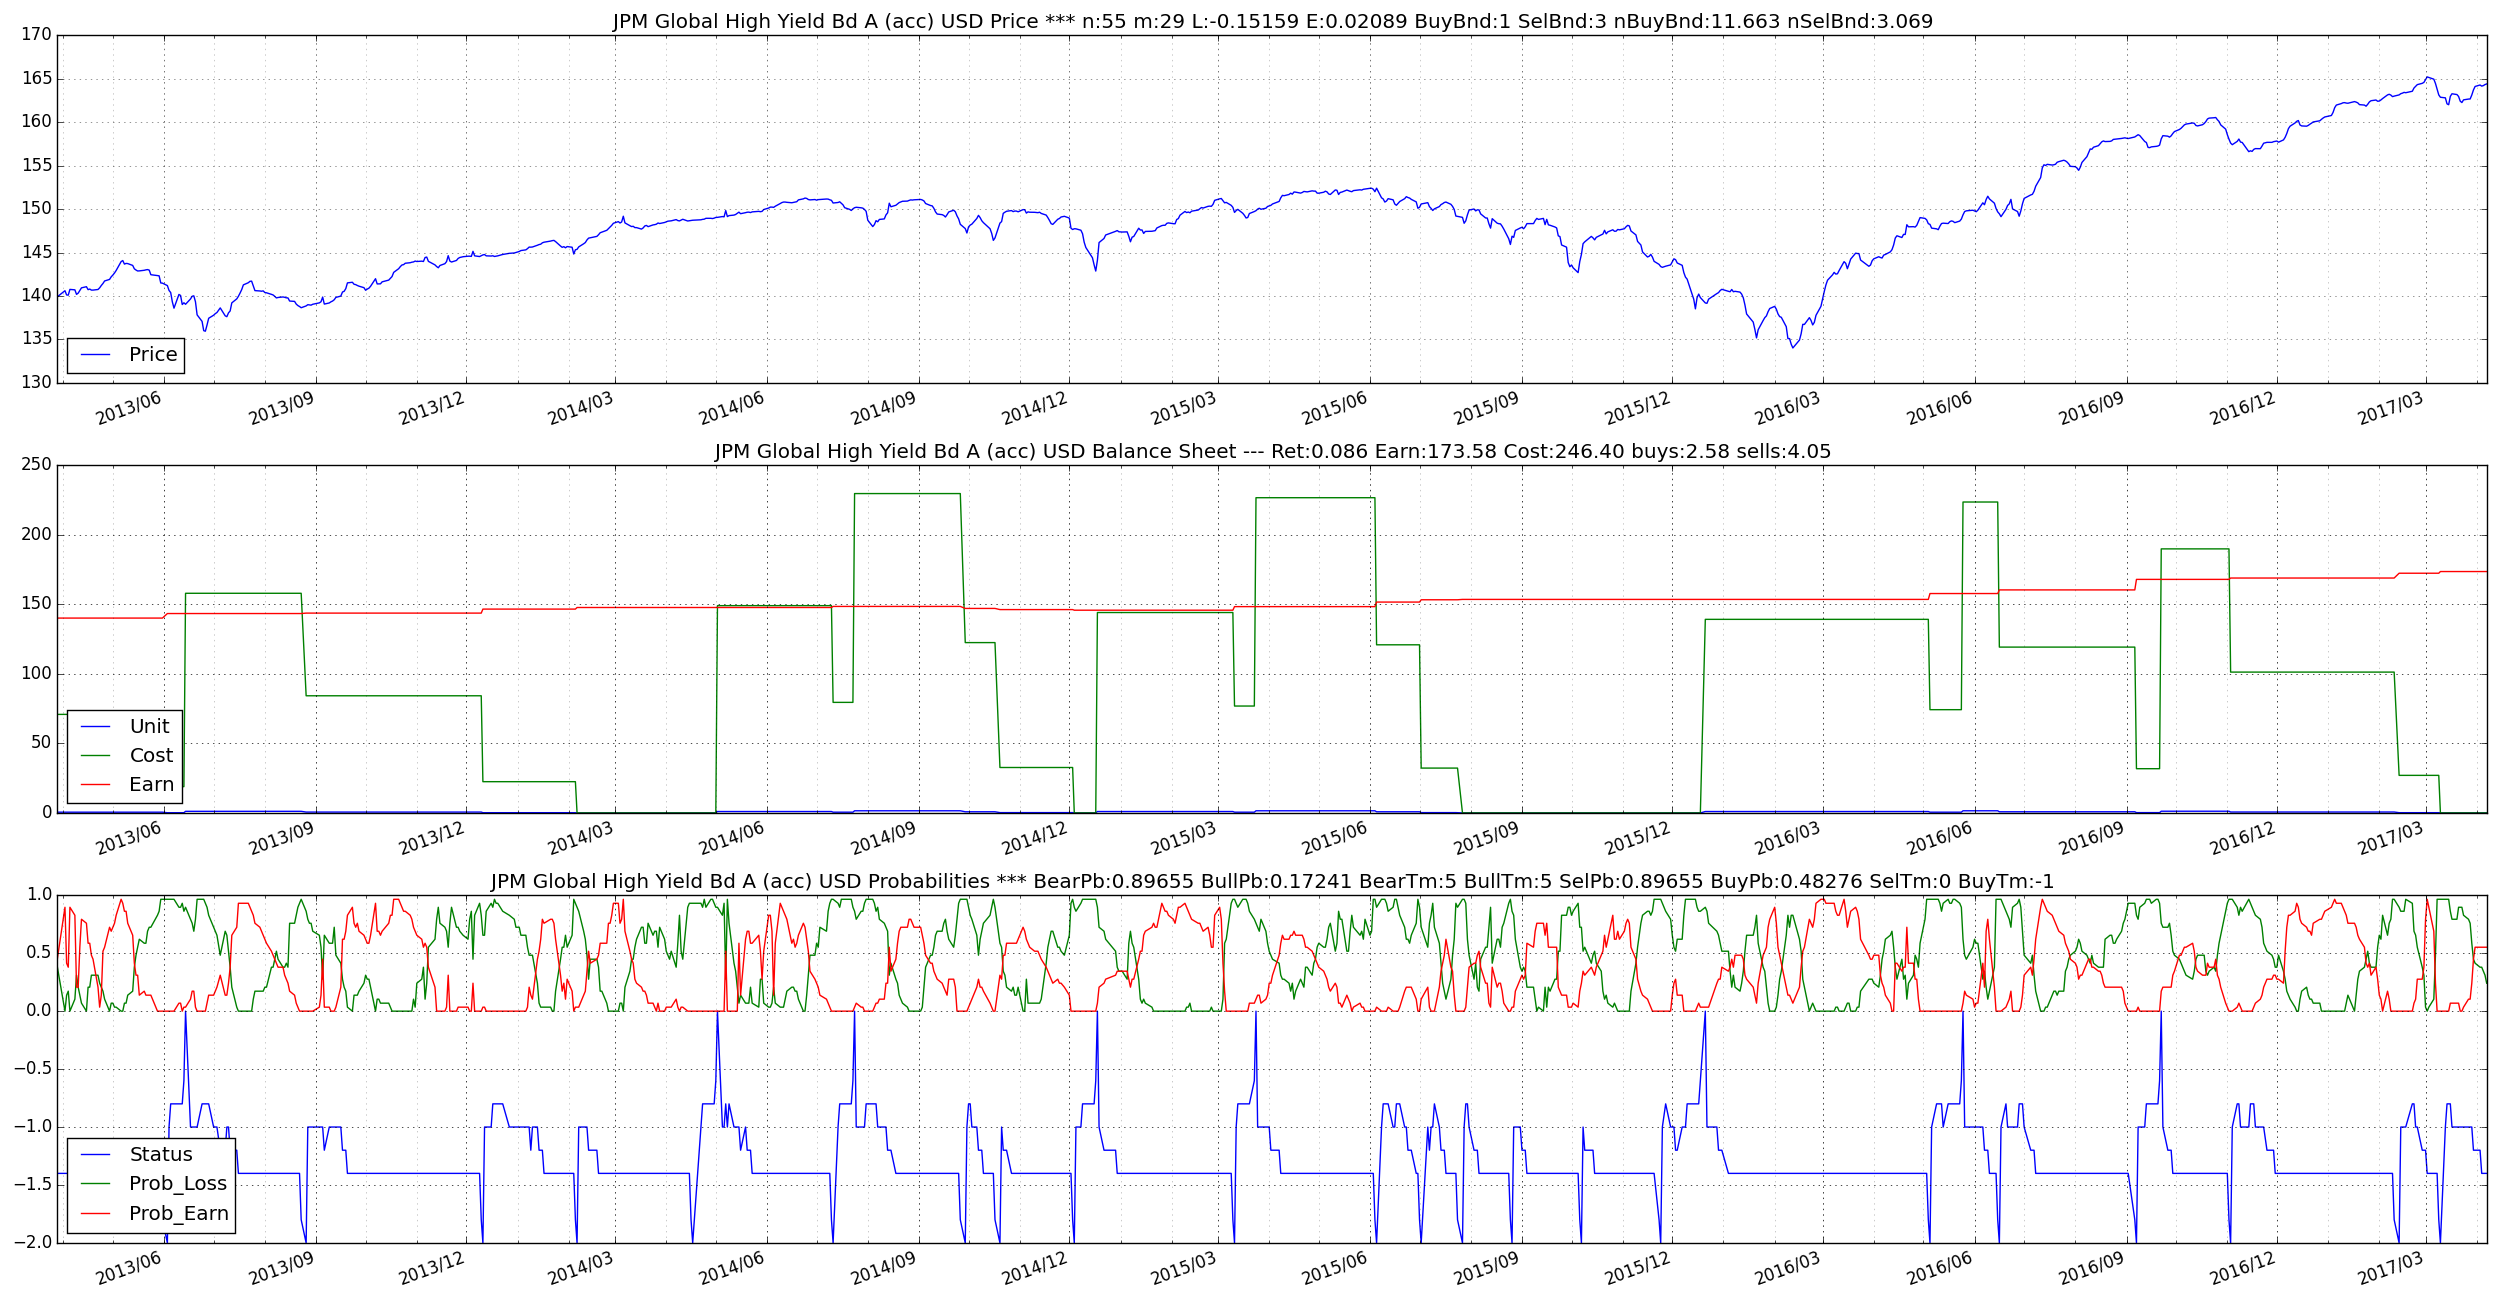 JPM Global High Yield Bd A (acc) USD Price *** n:55 m:29 L:-0.15159 E:0.02089 BuyBnd:1 SelBnd:3 nBuyBnd:11.663 nSelBnd:3.069
170
165
160
155
150
145
140
135
130
Price
2013/06 2013/09 2013/12 2014/03 2014/06 2014/09 2014/12 2015/03 2015/06 2015/09 2015/12 2016/03 2016/06 2016/09 2016/12 2017/03
JPM Global High Yield Bd A (acc) USD Balance Sheet --- Ret:0.086 Earn:173.58 Cost:246.40 buys:2.58 sells:4.05
250
200
150
100
50
0
Unit
Cost
Earn
2013/06 2013/09 2013/12 2014/03 2014/06 2014/09 2014/12 2015/03 2015/06 2015/09 2015/12 2016/03 2016/06 2016/09 2016/12 2017/03
JPM Global High Yield Bd A (acc) USD Probabilities *** BearPb:0.89655 BullPb:0.17241 BearTm:5 BullTm:5 SelPb:0.89655 BuyPb:0.48276 SelTm:0 BuyTm:-1
1.0
0.5
0.0
−0.5
−1.0
−1.5
−2.0
Status
Prob_Loss
Prob_Earn
2013/06 2013/09 2013/12 2014/03 2014/06 2014/09 2014/12 2015/03 2015/06 2015/09 2015/12 2016/03 2016/06 2016/09 2016/12 2017/03